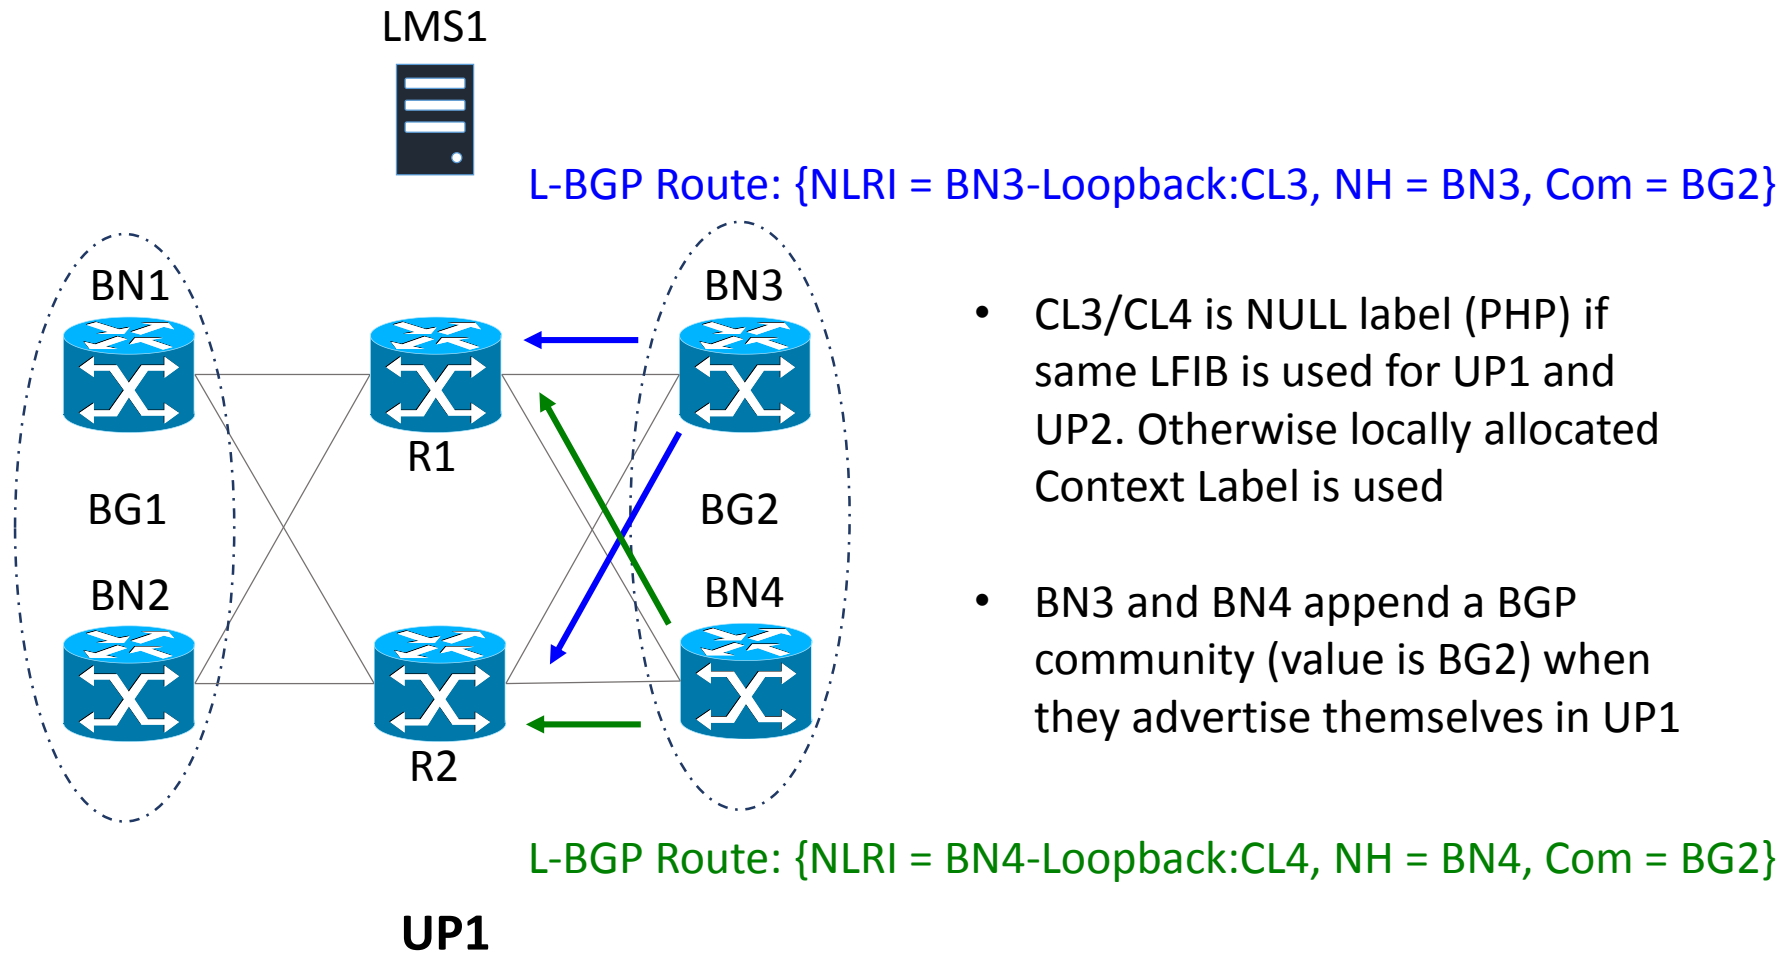 LMS1
L-BGP Route: {NLRI = BN3-Loopback:CL3, NH = BN3, Com = BG2}
BN1
BN3
R1
BG1
BG2
BN2
BN4
R2
• CL3/CL4 is NULL label (PHP) if
same LFIB is used for UP1 and
UP2. Otherwise locally allocated
Context Label is used
• BN3 and BN4 append a BGP
community (value is BG2) when
they advertise themselves in UP1
L-BGP Route: {NLRI = BN4-Loopback:CL4, NH = BN4, Com = BG2}
UP1